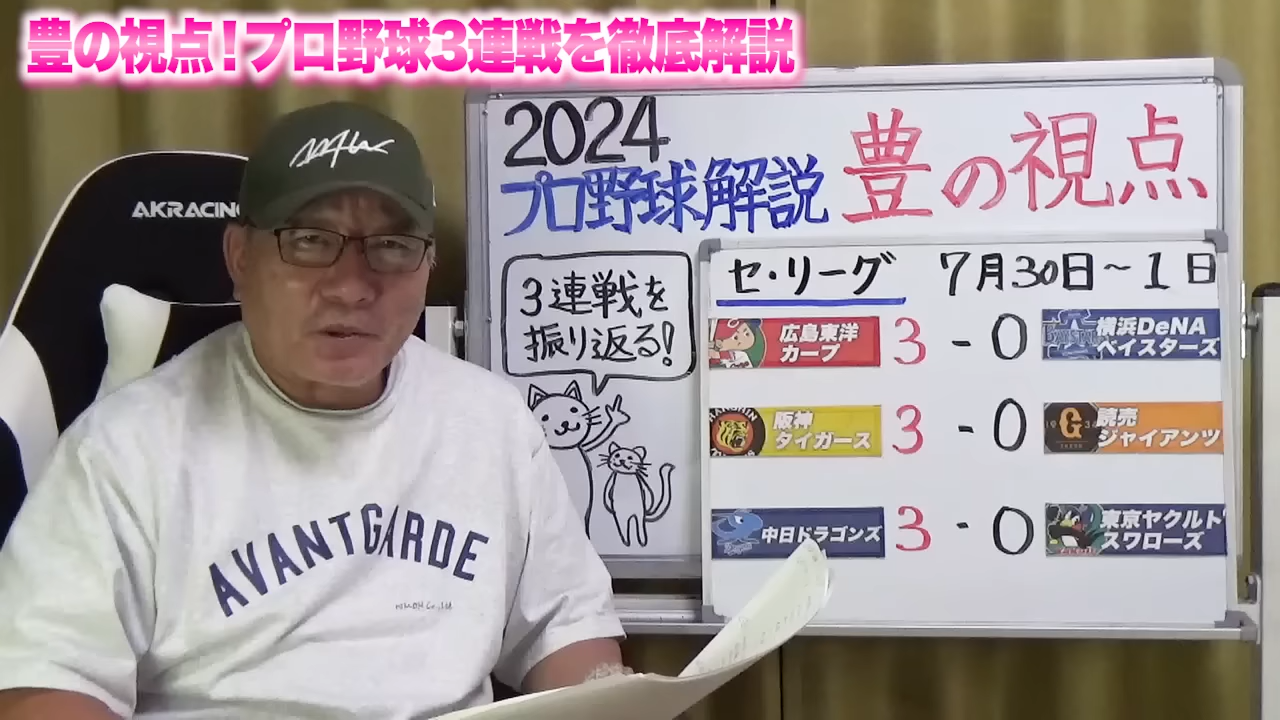 豊の視点!プロ野球3連戦を徹底解説
2024
プロ野球解説 豊の視点
AKRACING
3連戦を
振り返る!
セ・リーグ 7月30日~1日
広島東洋
カープ
3 - 0
横浜DeNA
ベイスターズ
阪神
タイガース
3 - 0
読売
ジャイアンツ
中日ドラゴンズ
3 - 0
東京ヤクルト
スワローズ
AVANTGARDE